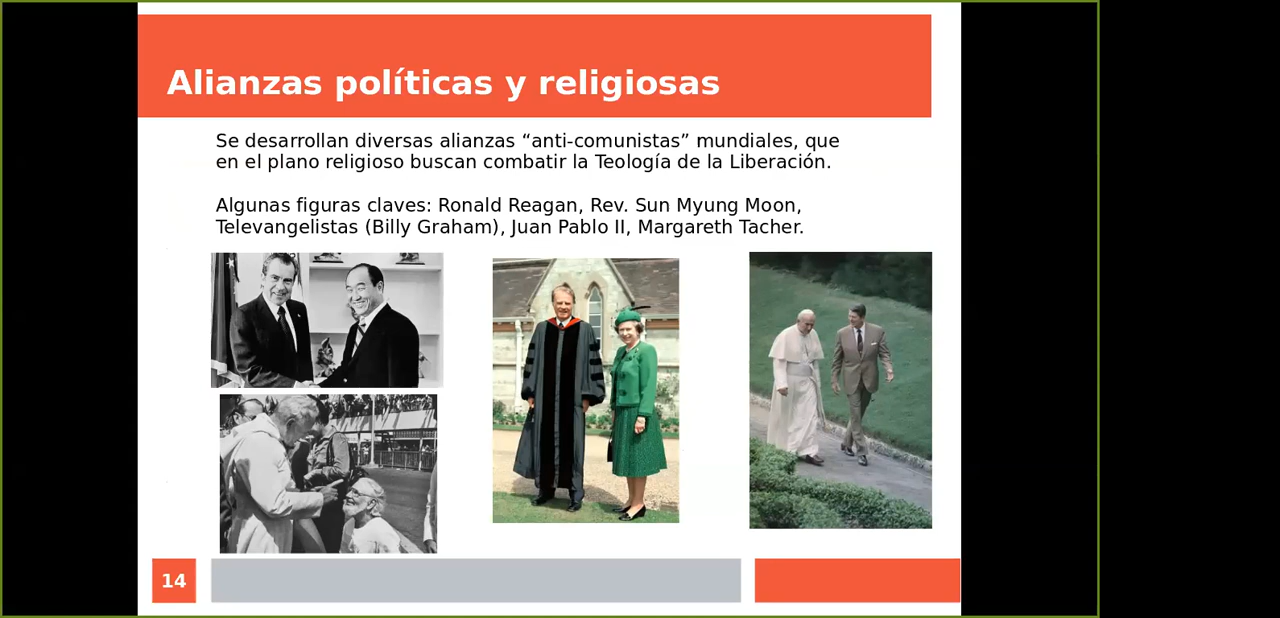 Alianzas políticas y religiosas
Se desarrollan diversas alianzas “anti-comunistas” mundiales, que
en el plano religioso buscan combatir la Teología de la Liberación.
Algunas figuras claves: Ronald Reagan, Rev. Sun Myung Moon,
Televangelistas (Billy Graham), Juan Pablo II, Margareth Tacher.
14